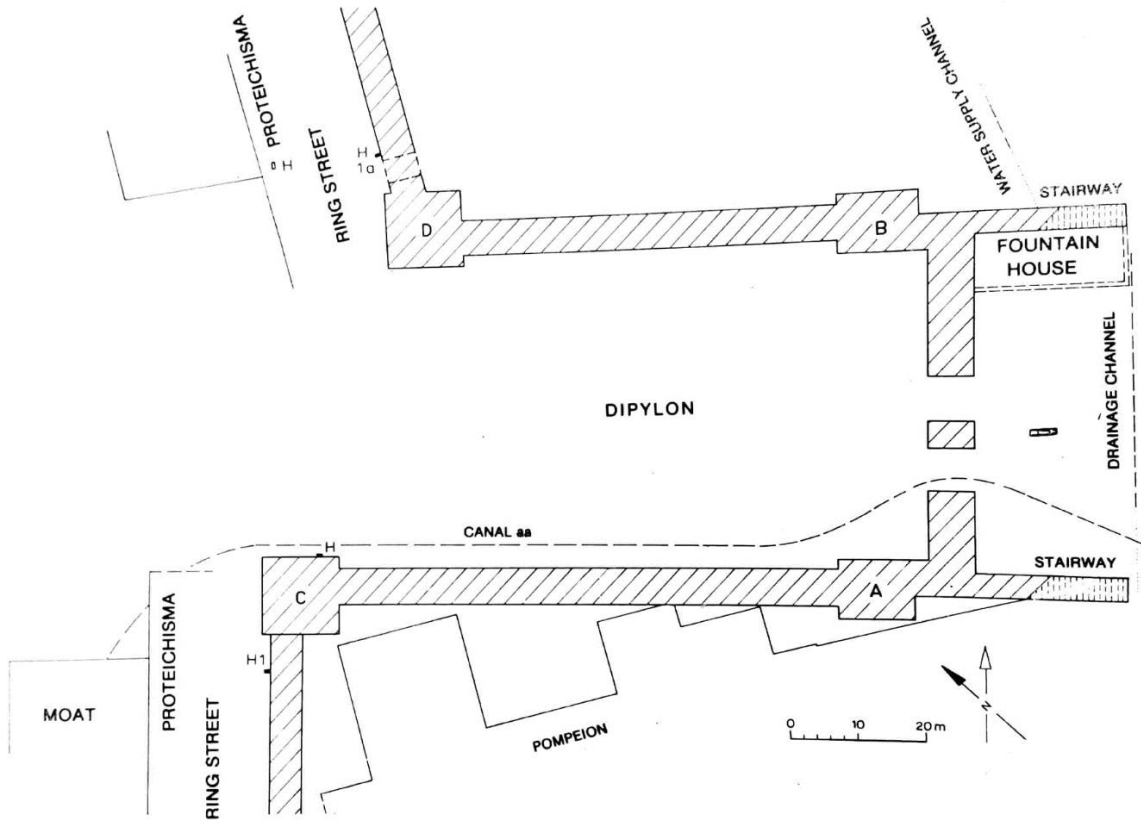 PROTEICHISMA
H
RING STREET
H
1a
WATER SUPPLY CHANNEL
STAIRWAY
D
B
FOUNTAIN
HOUSE
DIPYLON
DRAINAGE CHANNEL
CANAL aa
H
STAIRWAY
C
A
PROTEICHISMA
H1
MOAT
RING STREET
POMPEION
N
0 10 20m